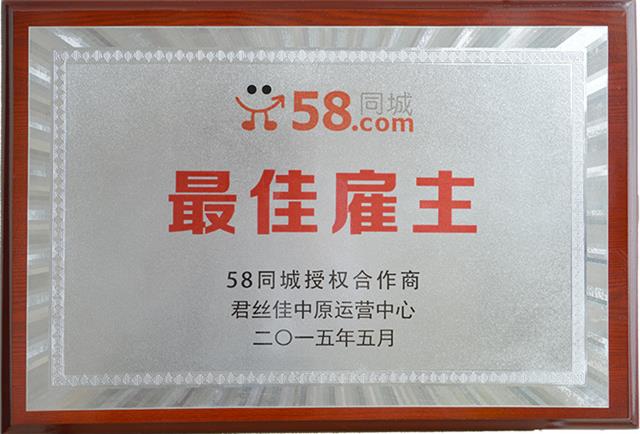 58同城
.com
最佳雇主
58同城授权合作商
君丝佳中原运营中心
二〇一五年五月